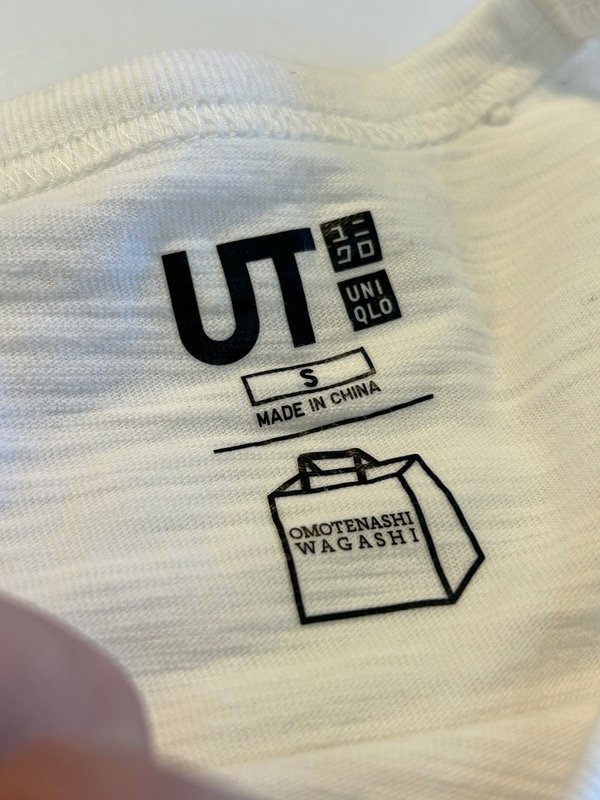 UT
ユニ
クロ
UNI
QLO
S
MADE IN CHINA
OMOTENASHI
WAGASHI